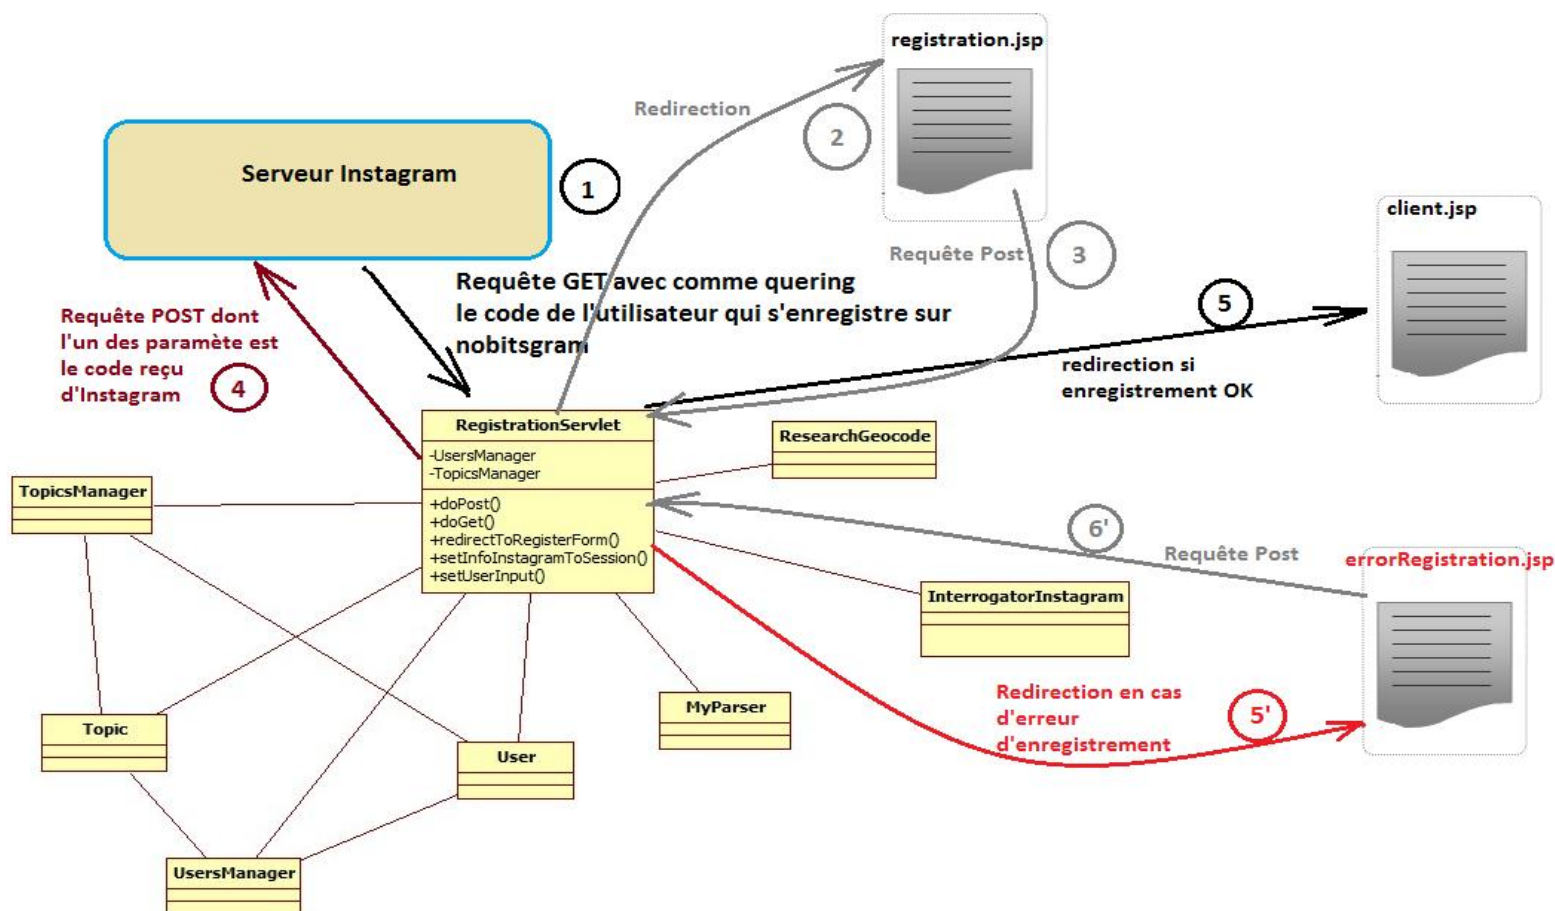 registration.jsp
Redirection
2
Serveur Instagram
1
client.jsp
Requête Post
3
Requête GET avec comme quering
le code de l'utilisateur qui s'enregistre sur
nobitsgram
5
Requête POST dont
l'un des paramète est
le code reçu
d'Instagram
4
redirection si
enregistrement OK
RegistrationServlet
-UsersManager
-TopicsManager
+doPost()
+doGet()
+redirectToRegisterForm()
+setInfoInstagramToSession()
+setUserInput()
ResearchGeocode
TopicsManager
6'
Requête Post
errorRegistration.jsp
InterrogatorInstagram
Redirection en cas
d'erreur
d'enregistrement
5'
MyParser
Topic
User
UsersManager